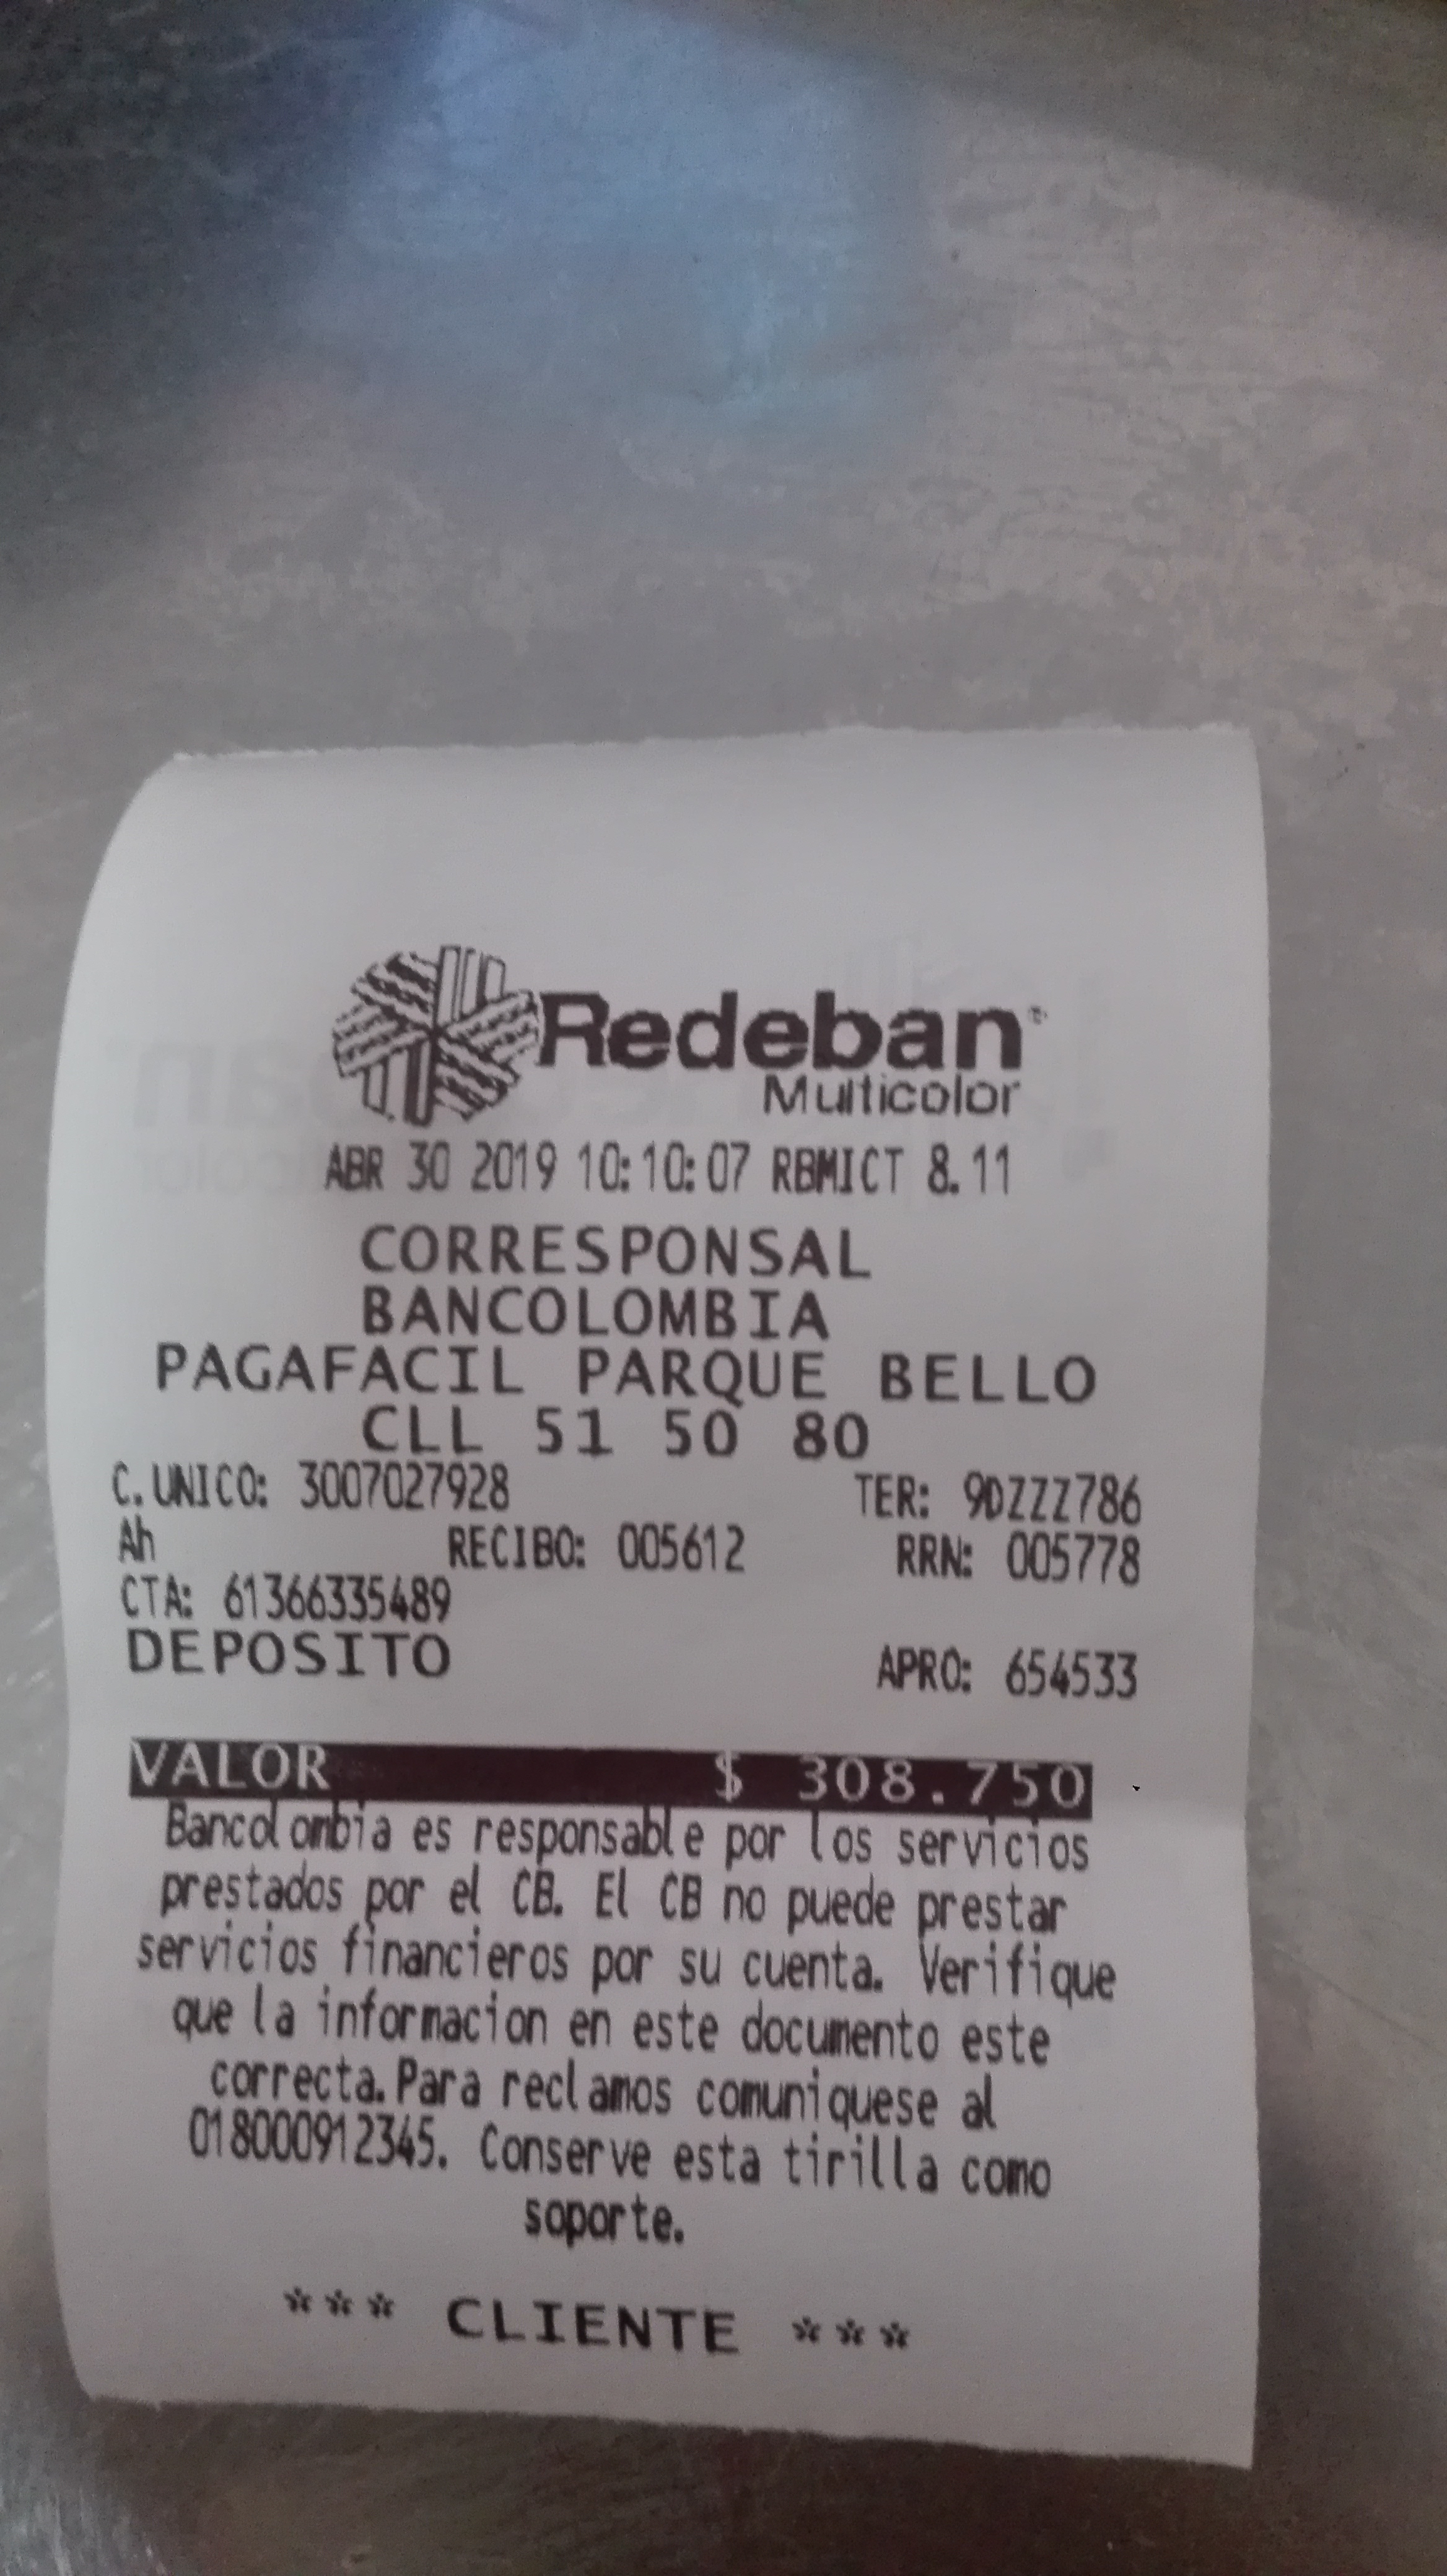 Redeban®
Multicolor
ABR 30 2019 10:10:07 RBMICT 8.11
CORRESPONSAL
BANCOLOMBIA
PAGAFACIL PARQUE BELLO
CLL 51 50 80
C.UNICO: 3007027928 TER: 9DZZZ786
Ah RECIBO: 005612 RRN: 005778
CTA: 61366335489
DEPOSITO APRO: 654533
VALOR $ 308.750
Bancolombia es responsable por los servicios
prestados por el CB. El CB no puede prestar
servicios financieros por su cuenta. Verifique
que la informacion en este documento este
correcta.Para reclamos comuniquese al
018000912345. Conserve esta tirilla como
soporte.
*** CLIENTE ***